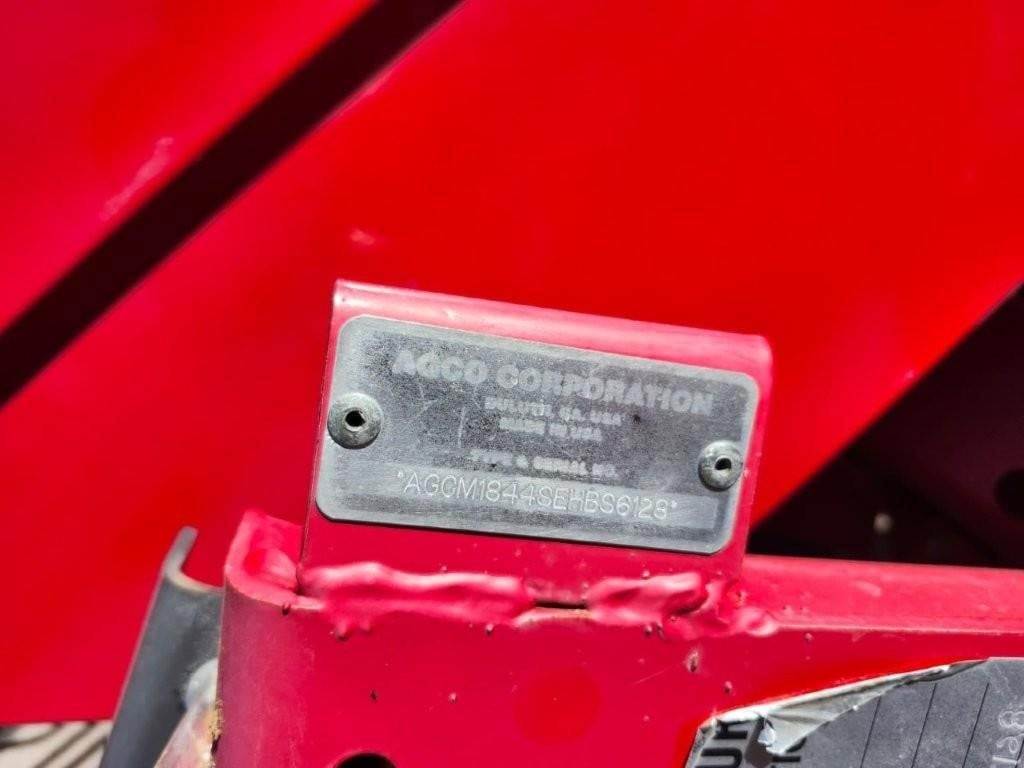 AGCO CORPORATION
DULUTH, GA. USA
MADE IN USA
TYPE & SERIAL NO.
*AGCM1844SEHBS6128*